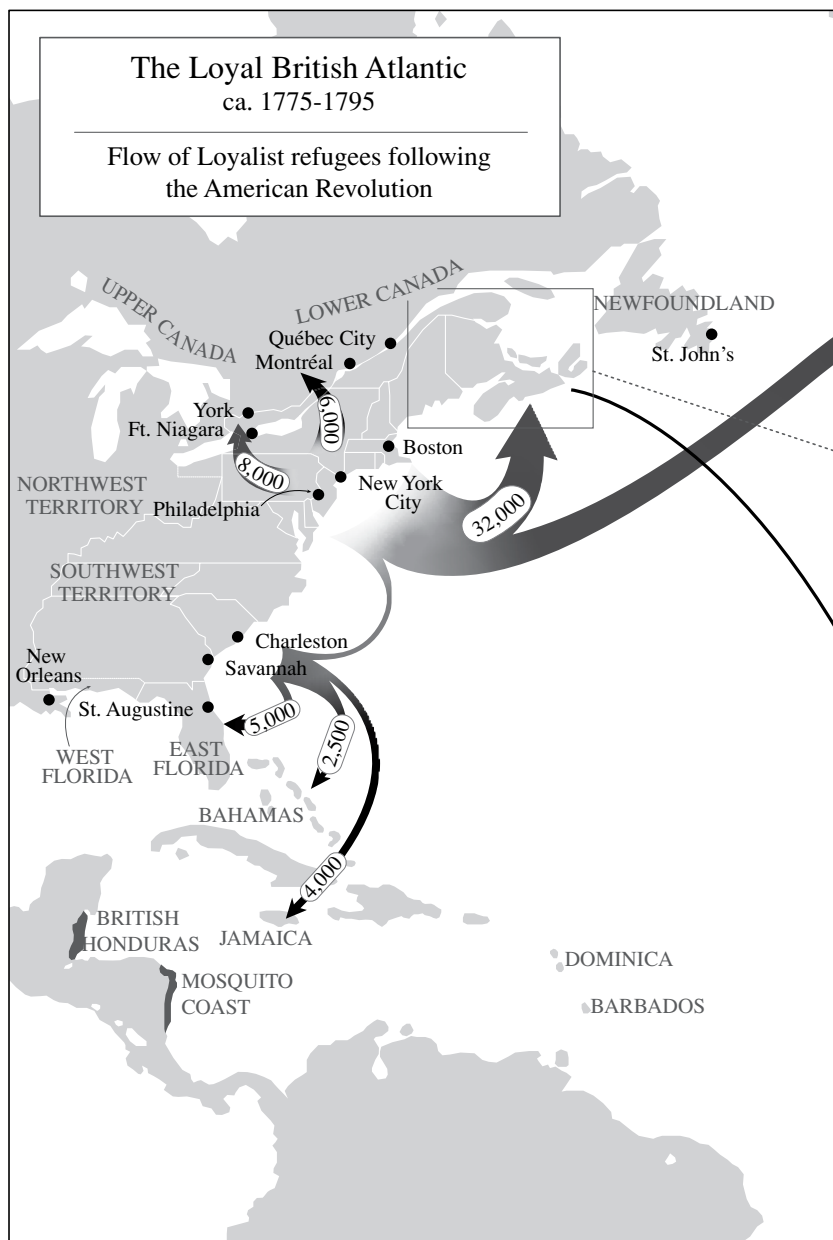 The Loyal British Atlantic
ca. 1775-1795
Flow of Loyalist refugees following
the American Revolution
UPPER CANADA
LOWER CANADA
NEWFOUNDLAND
St. John's
Québec City
Montréal
6,000
York
Ft. Niagara
8,000
Boston
New York
City
32,000
NORTHWEST
TERRITORY
Philadelphia
SOUTHWEST
TERRITORY
Charleston
Savannah
New
Orleans
St. Augustine
5,000
2,500
WEST
FLORIDA
EAST
FLORIDA
BAHAMAS
4,000
BRITISH
HONDURAS
JAMAICA
MOSQUITO
COAST
DOMINICA
BARBADOS